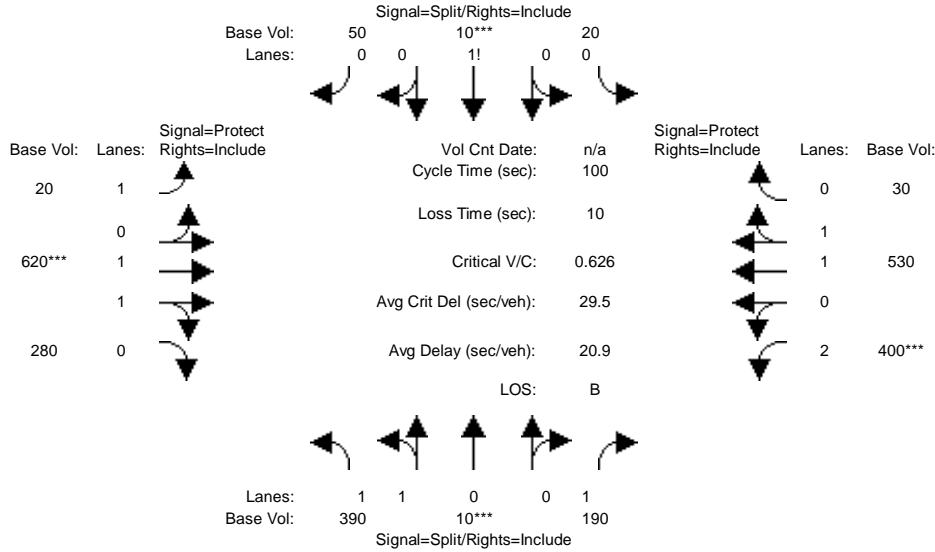 Signal=Split/Rights=Include
Base Vol: 50 10*** 20
Lanes: 0 0 1! 0 0
Signal=Protect
Base Vol: Lanes: Rights=Include
Vol Cnt Date: n/a
Signal=Protect
Rights=Include Lanes: Base Vol:
Cycle Time (sec): 100
20 1
0 30
Loss Time (sec): 10
0
1
620*** 1
Critical V/C: 0.626
1 530
1
Avg Crit Del (sec/veh): 29.5
0
280 0
Avg Delay (sec/veh): 20.9
2 400***
LOS: B
Lanes: 1 1 0 0 1
Base Vol: 390 10*** 190
Signal=Split/Rights=Include